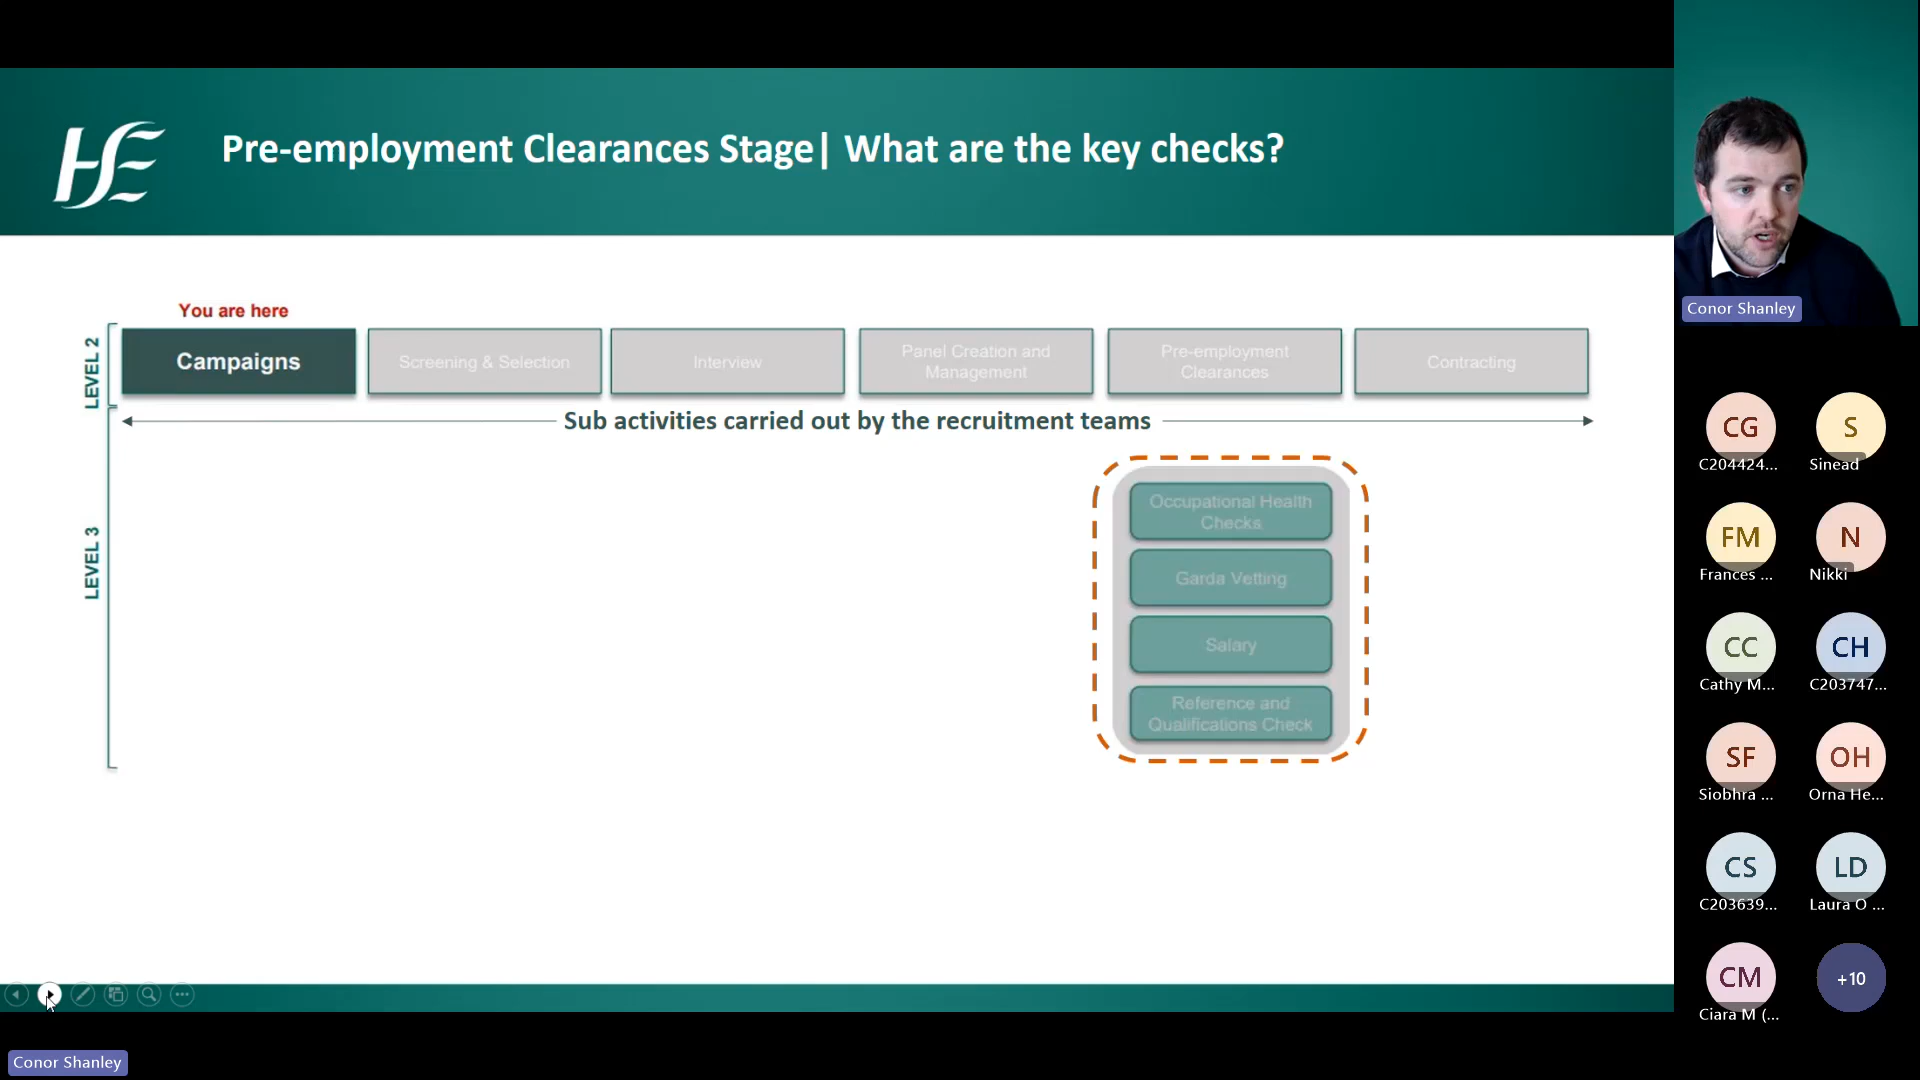 HSE
Pre-employment Clearances Stage| What are the key checks?
You are here
LEVEL 2
Campaigns
Screening & Selection
Interview
Panel Creation and
Management
Pre-employment
Clearances
Contracting
Sub activities carried out by the recruitment teams
LEVEL 3
Occupational Health
Checks
Garda Vetting
Salary
Reference and
Qualifications Check
Conor Shanley
CG
C204424...
S
Sinead
FM
Frances ...
N
Nikki
CC
Cathy M...
CH
C203747...
SF
Siobhra ...
OH
Orna He...
CS
C203639...
LD
Laura O ...
CM
Ciara M (...
+10
Conor Shanley